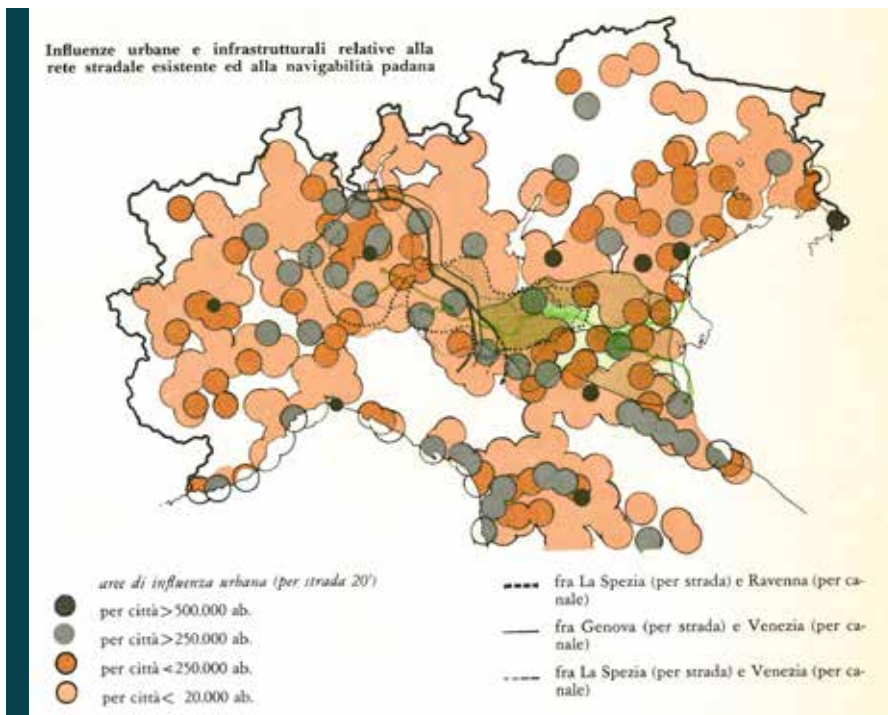 Influenze urbane e infrastrutturali relative alla
rete stradale esistente ed alla navigabilità padana
aree di influenza urbana (per strada 20')
per città > 500.000 ab.
per città > 250.000 ab.
per città < 250.000 ab.
per città < 20.000 ab.
fra La Spezia (per strada) e Ravenna (per ca-
nale)
fra Genova (per strada) e Venezia (per ca-
nale)
fra La Spezia (per strada) e Venezia (per ca-
nale)